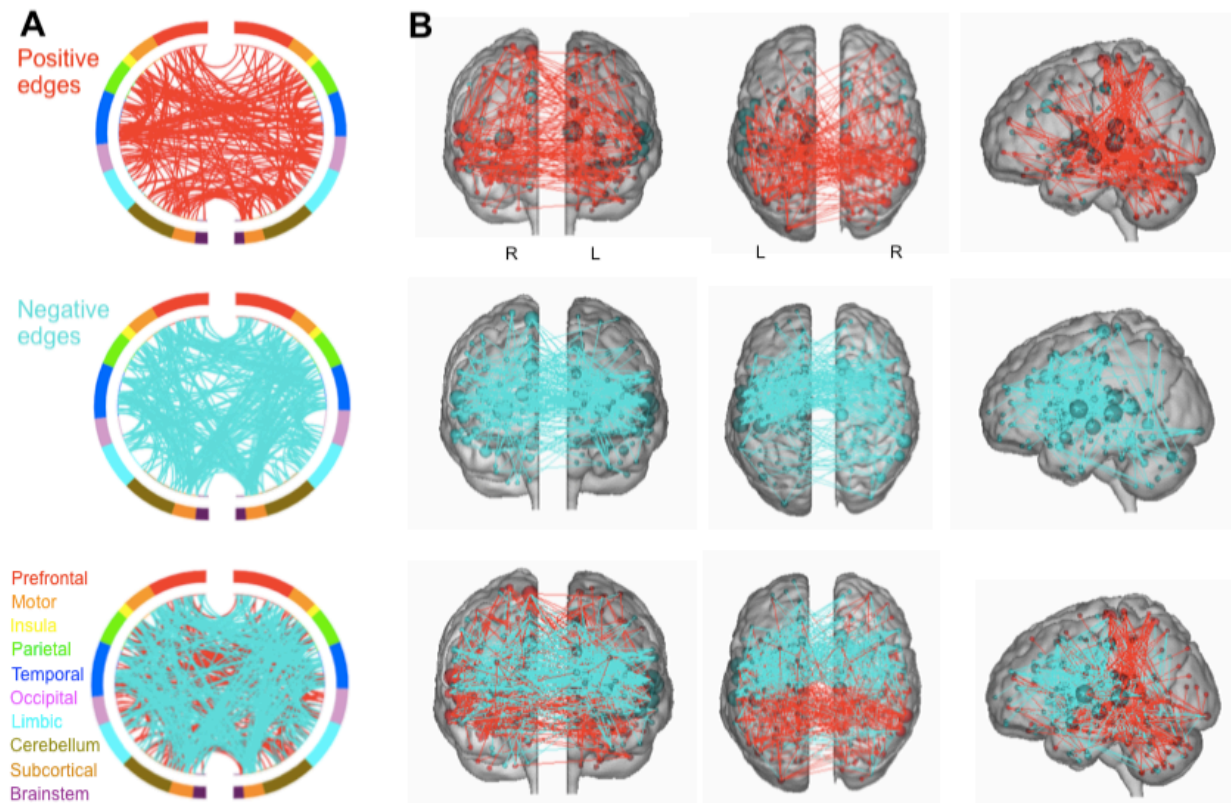 A
B
Positive
edges
R
L
L
R
Negative
edges
Prefrontal
Motor
Insula
Parietal
Temporal
Occipital
Limbic
Cerebellum
Subcortical
Brainstem